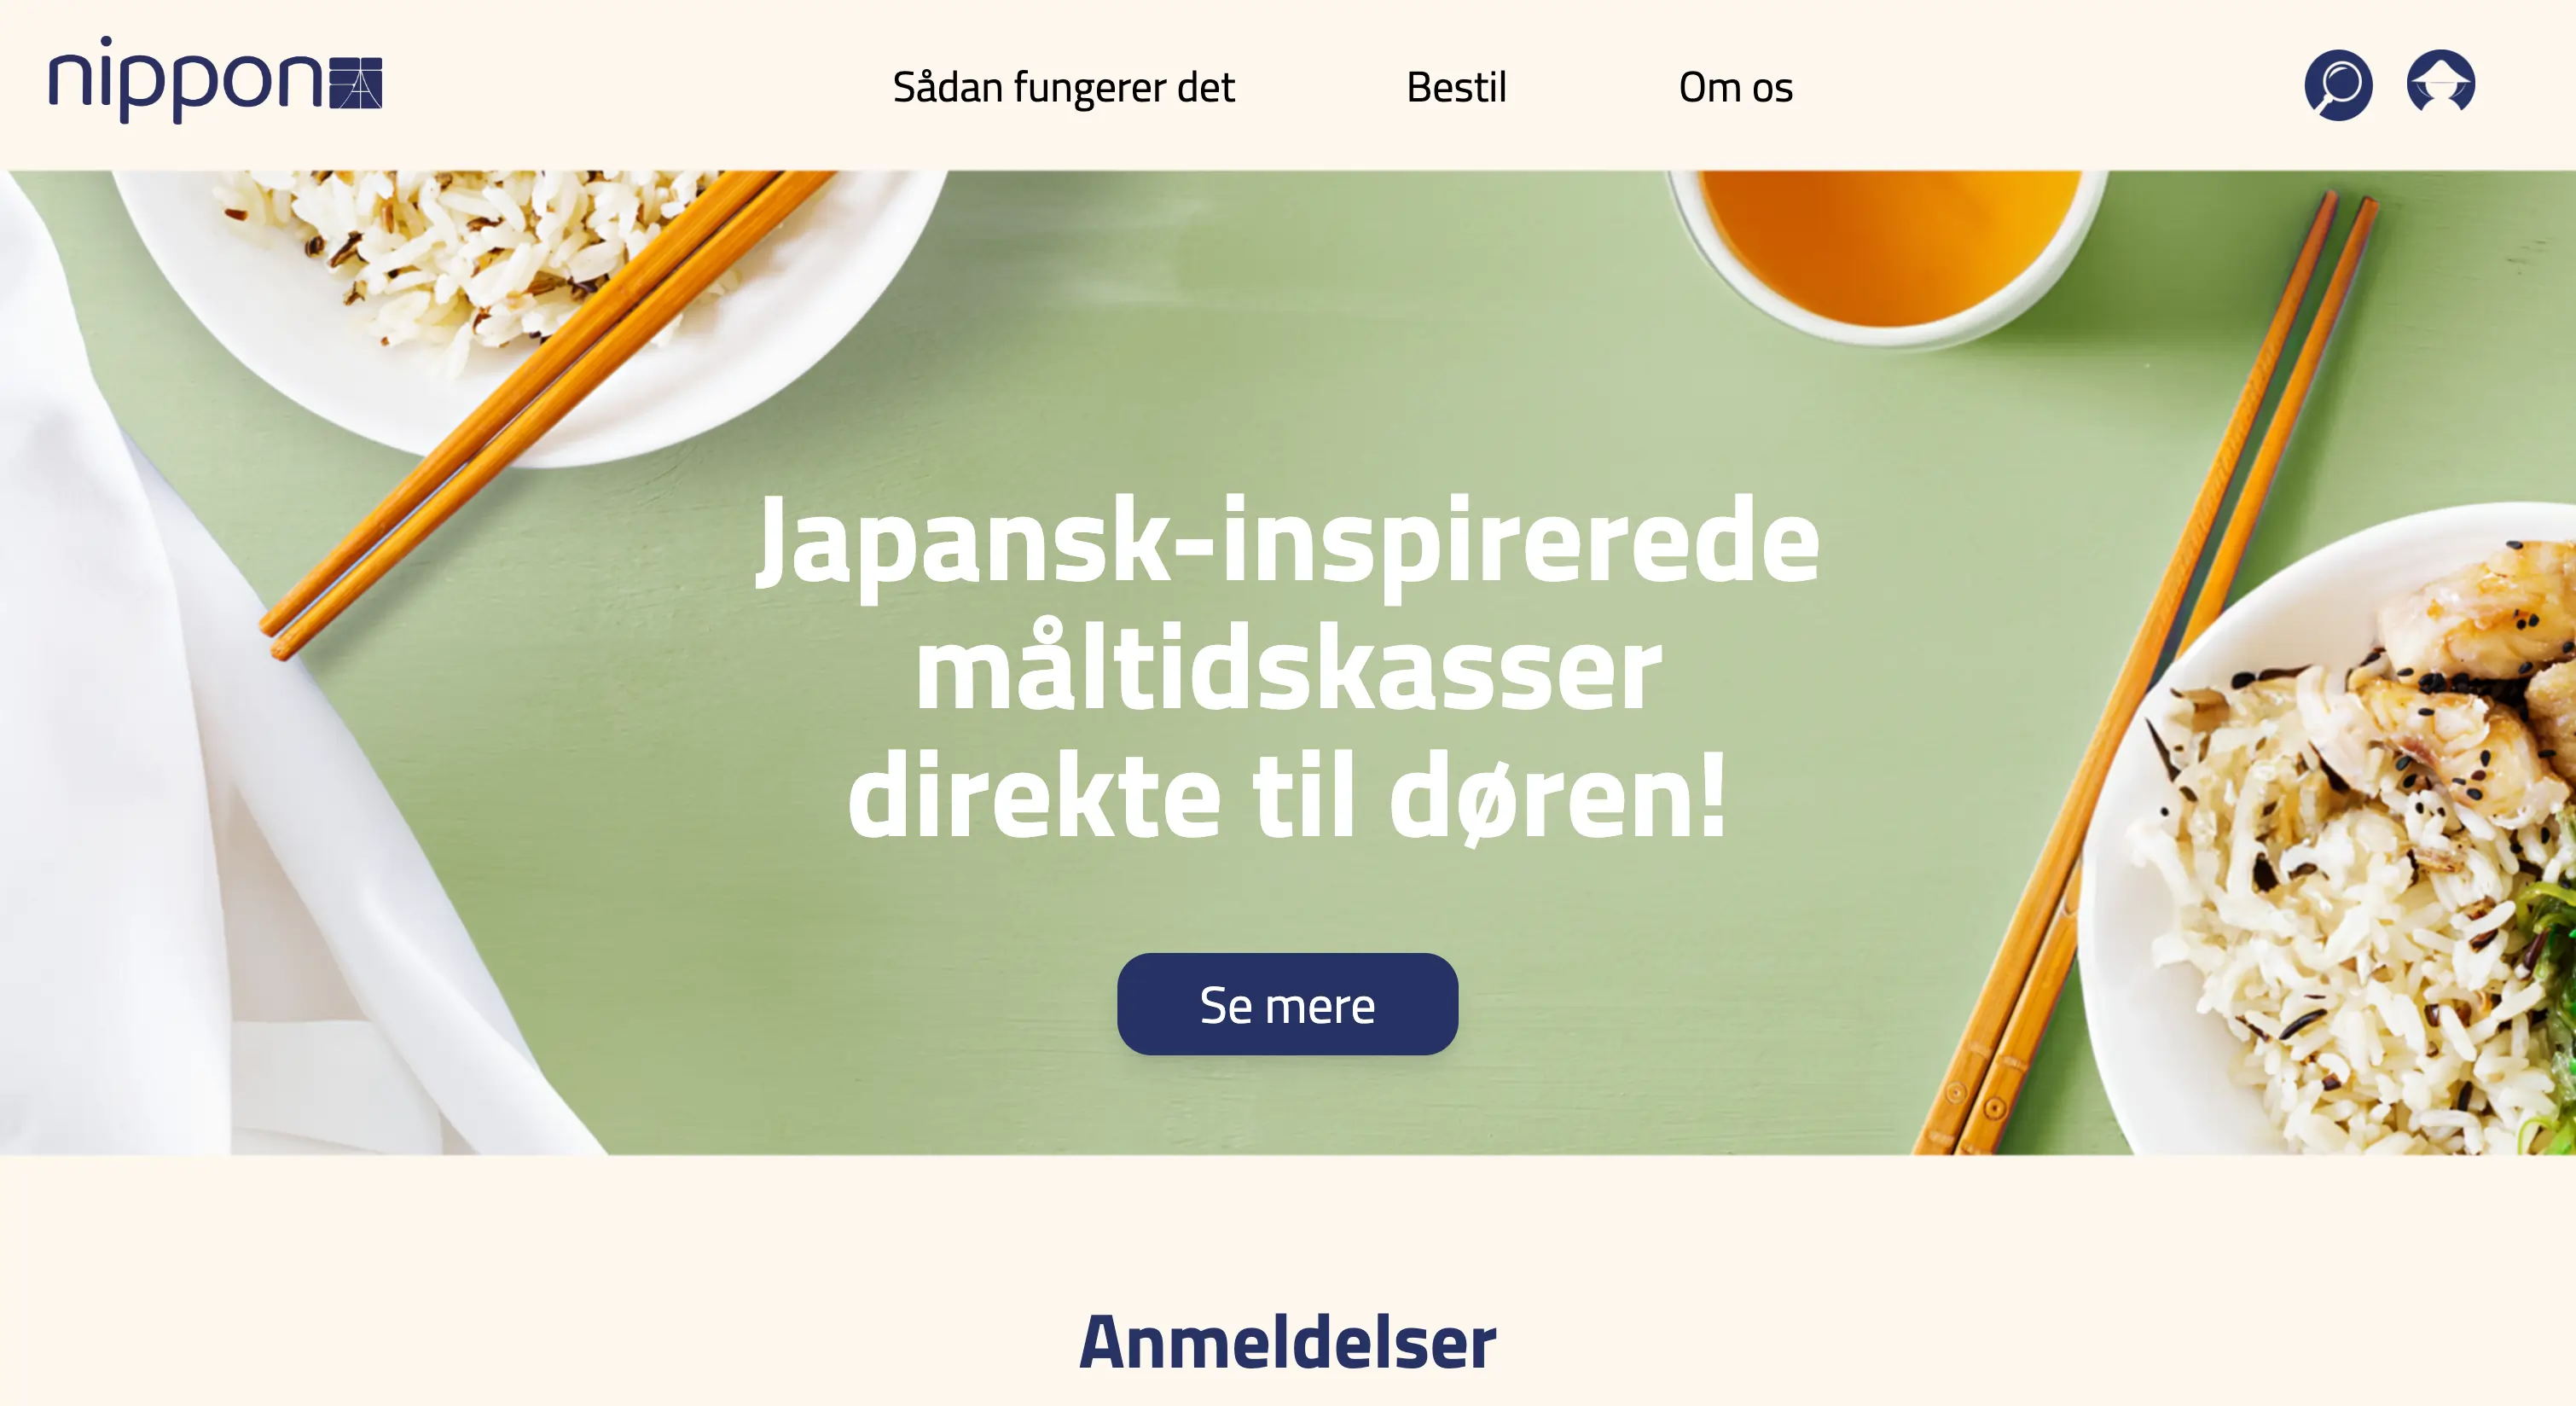 nippon
Sådan fungerer det
Bestil
Om os
Japansk-inspirerede
måltidskasser
direkte til døren!
Se mere
Anmeldelser